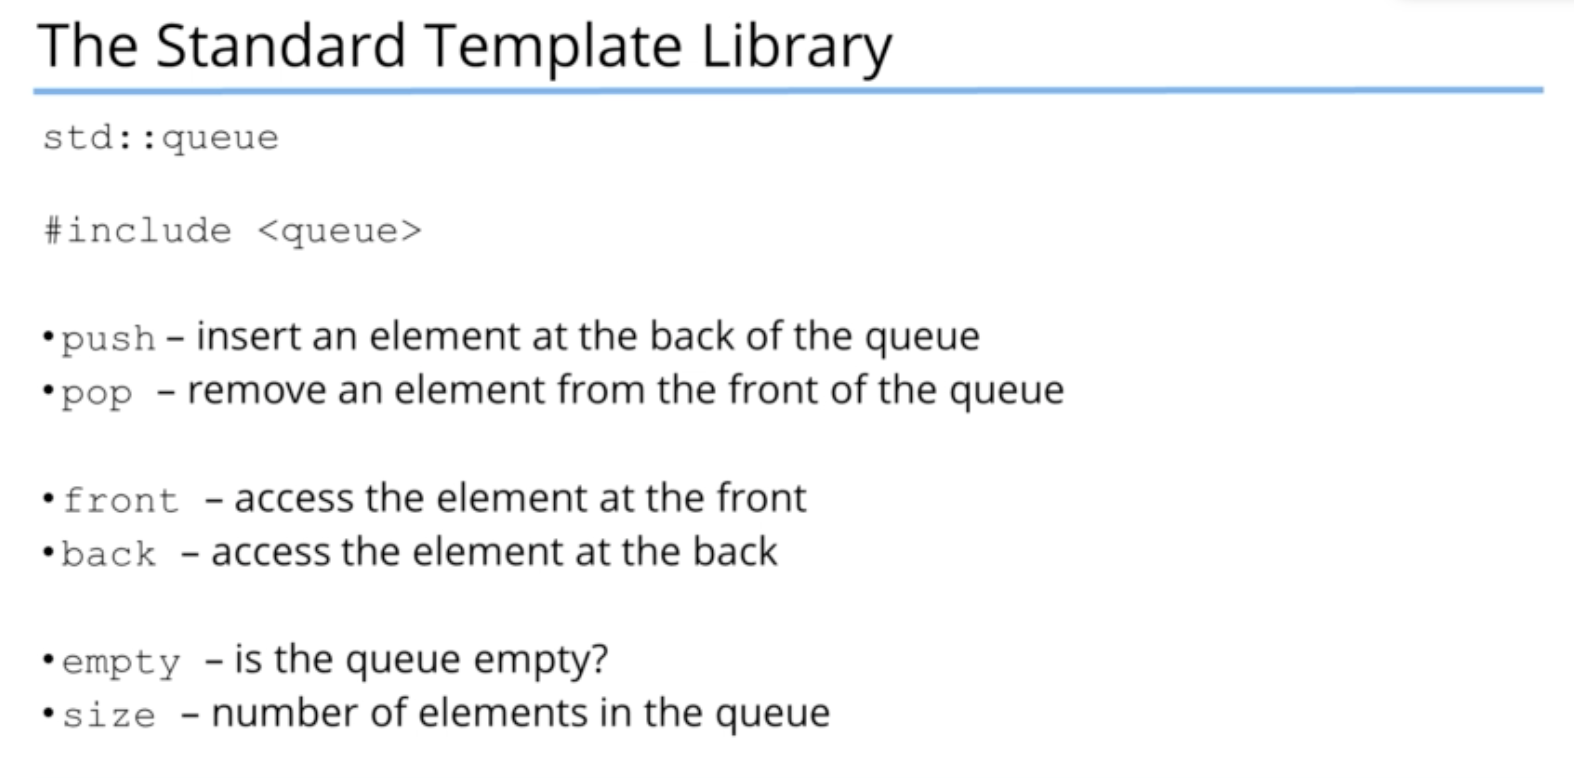 The Standard Template Library
std::queue
#include <queue>
•push – insert an element at the back of the queue
•pop – remove an element from the front of the queue
•front – access the element at the front
•back – access the element at the back
•empty – is the queue empty?
•size – number of elements in the queue